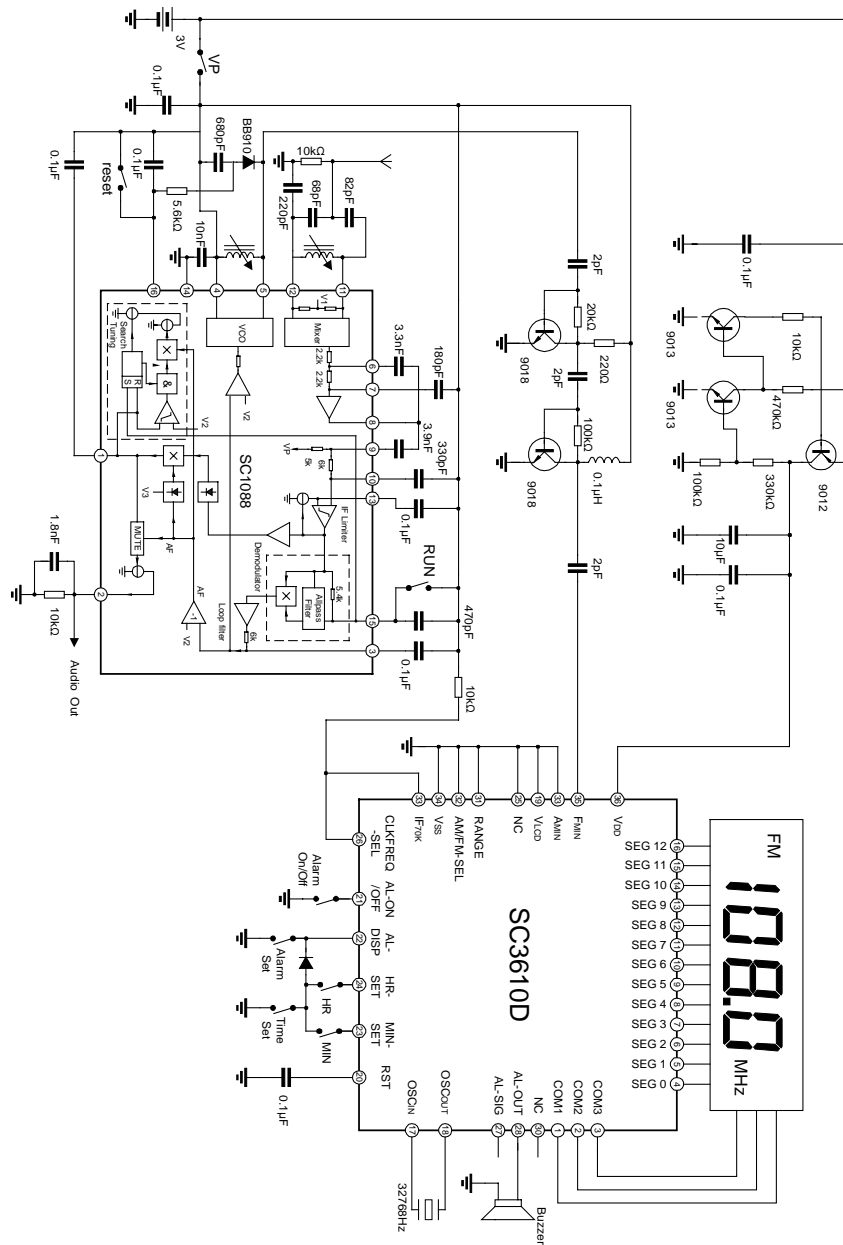 3V
VP
0.1µF
0.1µF
0.1µF
reset
680pF
BB910
5.6kΩ
10nF
10kΩ
220pF
68pF
82pF
16
14
4
5
12
11
Search
Tuning
R
S
&
V2
VCO
V2
V1
Mixer
2.2k
2.2k
6
7
8
9
10
13
15
3
3.3nF
180pF
3.9nF
330pF
0.1µF
RUN
470pF
0.1µF
10kΩ
SC1088
VP
5k
6k
IF Limiter
Demodulator
Allpass
Filter
5.4k
6k
Loop filter
V3
AF
MUTE
AF
-1
V2
1
2
1.8nF
10kΩ
Audio Out
2pF
20kΩ
9018
220Ω
2pF
100kΩ
9018
0.1µH
2pF
0.1µF
9013
10kΩ
9013
470kΩ
100kΩ
330kΩ
9012
10µF
0.1µF
SC3610D
33
IF70K
34
VSS
32
AM/FM-SEL
31
RANGE
25
NC
19
VLCD
33
AMIN
35
FMIN
36
VDD
26
CLKFREQ
-SEL
21
AL-ON
/OFF
22
AL-
DISP
24
HR-
SET
23
MIN-
SET
20
RST
17
OSCIN
18
OSCOUT
27
AL-SIG
28
AL-OUT
30
NC
1
COM1
2
COM2
3
COM3
SEG 12
16
SEG 11
15
SEG 10
14
SEG 9
13
SEG 8
12
SEG 7
11
SEG 6
10
SEG 5
9
SEG 4
8
SEG 3
7
SEG 2
6
SEG 1
5
SEG 0
4
FM
108.0
MHz
Alarm
On/Off
Alarm
Set
HR
Time
Set
MIN
0.1µF
32768Hz
Buzzer